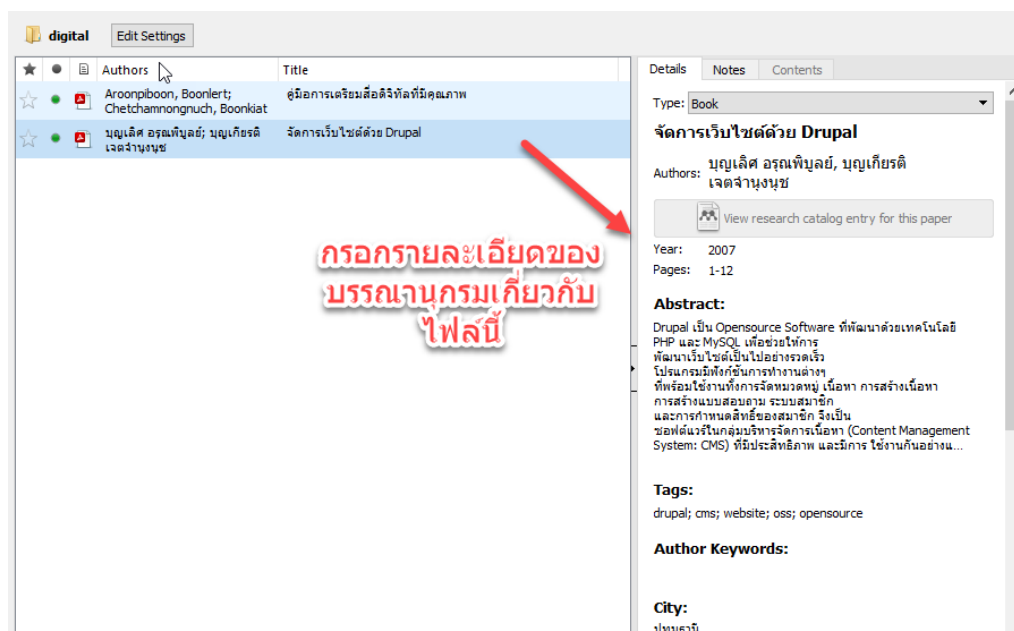 digital Edit Settings
Authors Title
Aroonpiboon, Boonlert;
Chetchamnongnuch, Boonkiat
คู่มือการเตรียมสื่อดิจิทัลที่มีคุณภาพ
บุญเลิศ อรุณพิบูลย์; บุญเกียรติ
เจตจำนุงนุช
จัดการเว็บไซต์ด้วย Drupal
กรอกรายละเอียดของ
บรรณานุกรมเกี่ยวกับ
ไฟล์นี้
Details Notes Contents
Type: Book
จัดการเว็บไซต์ด้วย Drupal
Authors: บุญเลิศ อรุณพิบูลย์, บุญเกียรติ
เจตจำนุงนุช
View research catalog entry for this paper
Year: 2007
Pages: 1-12
Abstract:
Drupal เป็น Opensource Software ที่พัฒนาด้วยเทคโนโลยี
PHP และ MySQL เพื่อช่วยให้การ
พัฒนาเว็บไซต์เป็นไปอย่างรวดเร็ว
โปรแกรมมีฟังก์ชันการทำงานต่างๆ
ที่พร้อมใช้งานทั้งการจัดหมวดหมู่ เนื้อหา การสร้างเนื้อหา
การสร้างแบบสอบถาม ระบบสมาชิก
และการกำหนดสิทธิ์ของสมาชิก จึงเป็น
ซอฟต์แวร์ในกลุ่มบริหารจัดการเนื้อหา (Content Management
System: CMS) ที่มีประสิทธิภาพ และมีการ ใช้งานกันอย่างแ...
Tags:
drupal; cms; website; oss; opensource
Author Keywords:
City:
ปทุมธานี